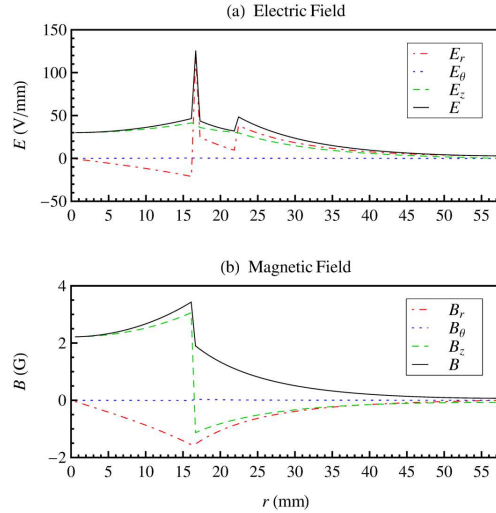 (a) Electric Field
E (V/mm)
150
100
50
0
−50
0 5 10 15 20 25 30 35 40 45 50 55
E_r
E_θ
E_z
E
(b) Magnetic Field
B (G)
4
2
0
−2
0 5 10 15 20 25 30 35 40 45 50 55
B_r
B_θ
B_z
B
r (mm)